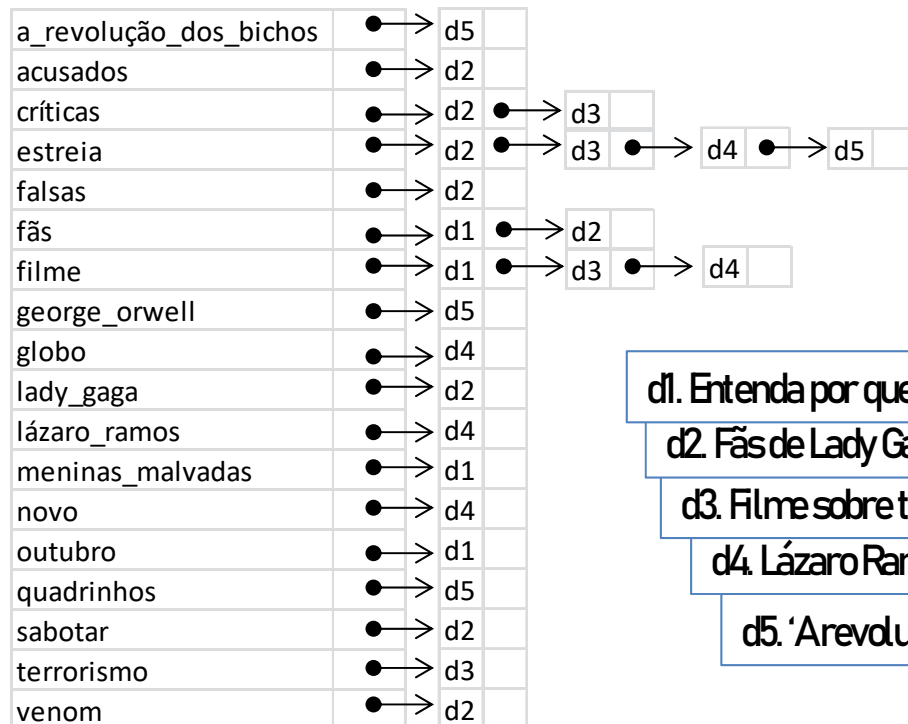 a_revolução_dos_bichos d5
acusados d2
críticas d2 d3
estreia d2 d3 d4 d5
falsas d2
fãs d1 d2
filme d1 d3 d4
george_orwell d5
globo d4
lady_gaga d2
lázaro_ramos d4
meninas_malvadas d1
novo d4
outubro d1
quadrinhos d5
sabotar d2
terrorismo d3
venom d2
d1. Entenda por que
d2. Fãs de Lady Ga
d3. Filme sobre t
d4. Lázaro Ra
d5. ‘A revolu